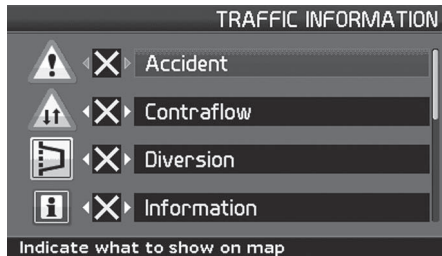 TRAFFIC INFORMATION
Accident
Contraflow
Diversion
Information
Indicate what to show on map